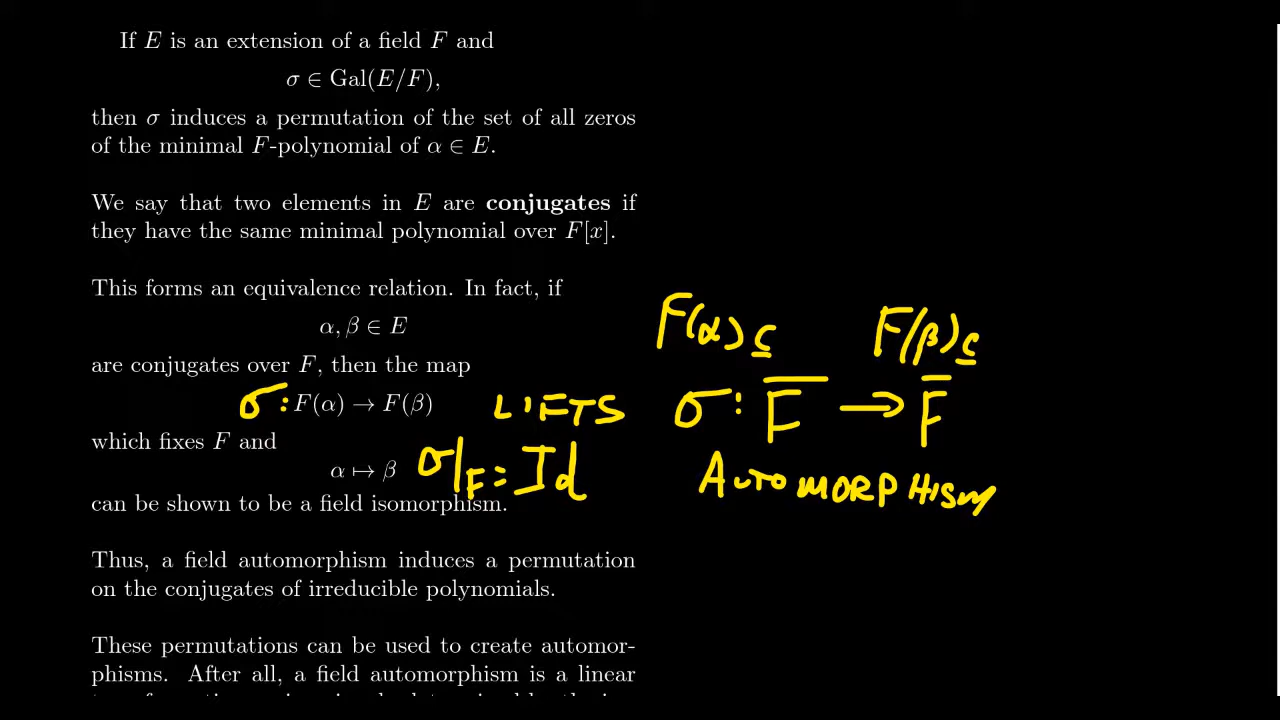 If E is an extension of a field F and
σ ∈ Gal(E/F),
then σ induces a permutation of the set of all zeros
of the minimal F-polynomial of α ∈ E.
We say that two elements in E are conjugates if
they have the same minimal polynomial over F[x].
This forms an equivalence relation. In fact, if
α, β ∈ E
are conjugates over F, then the map
σ: F(α) → F(β)
which fixes F and
α ↦ β
σ|F = Id
can be shown to be a field isomorphism.
Thus, a field automorphism induces a permutation
on the conjugates of irreducible polynomials.
These permutations can be used to create automor-
phisms. After all, a field automorphism is a linear
F(α) ⊆ F(β) ⊆
LIFTS σ: F̅ → F̅
AUTOMORPHISM